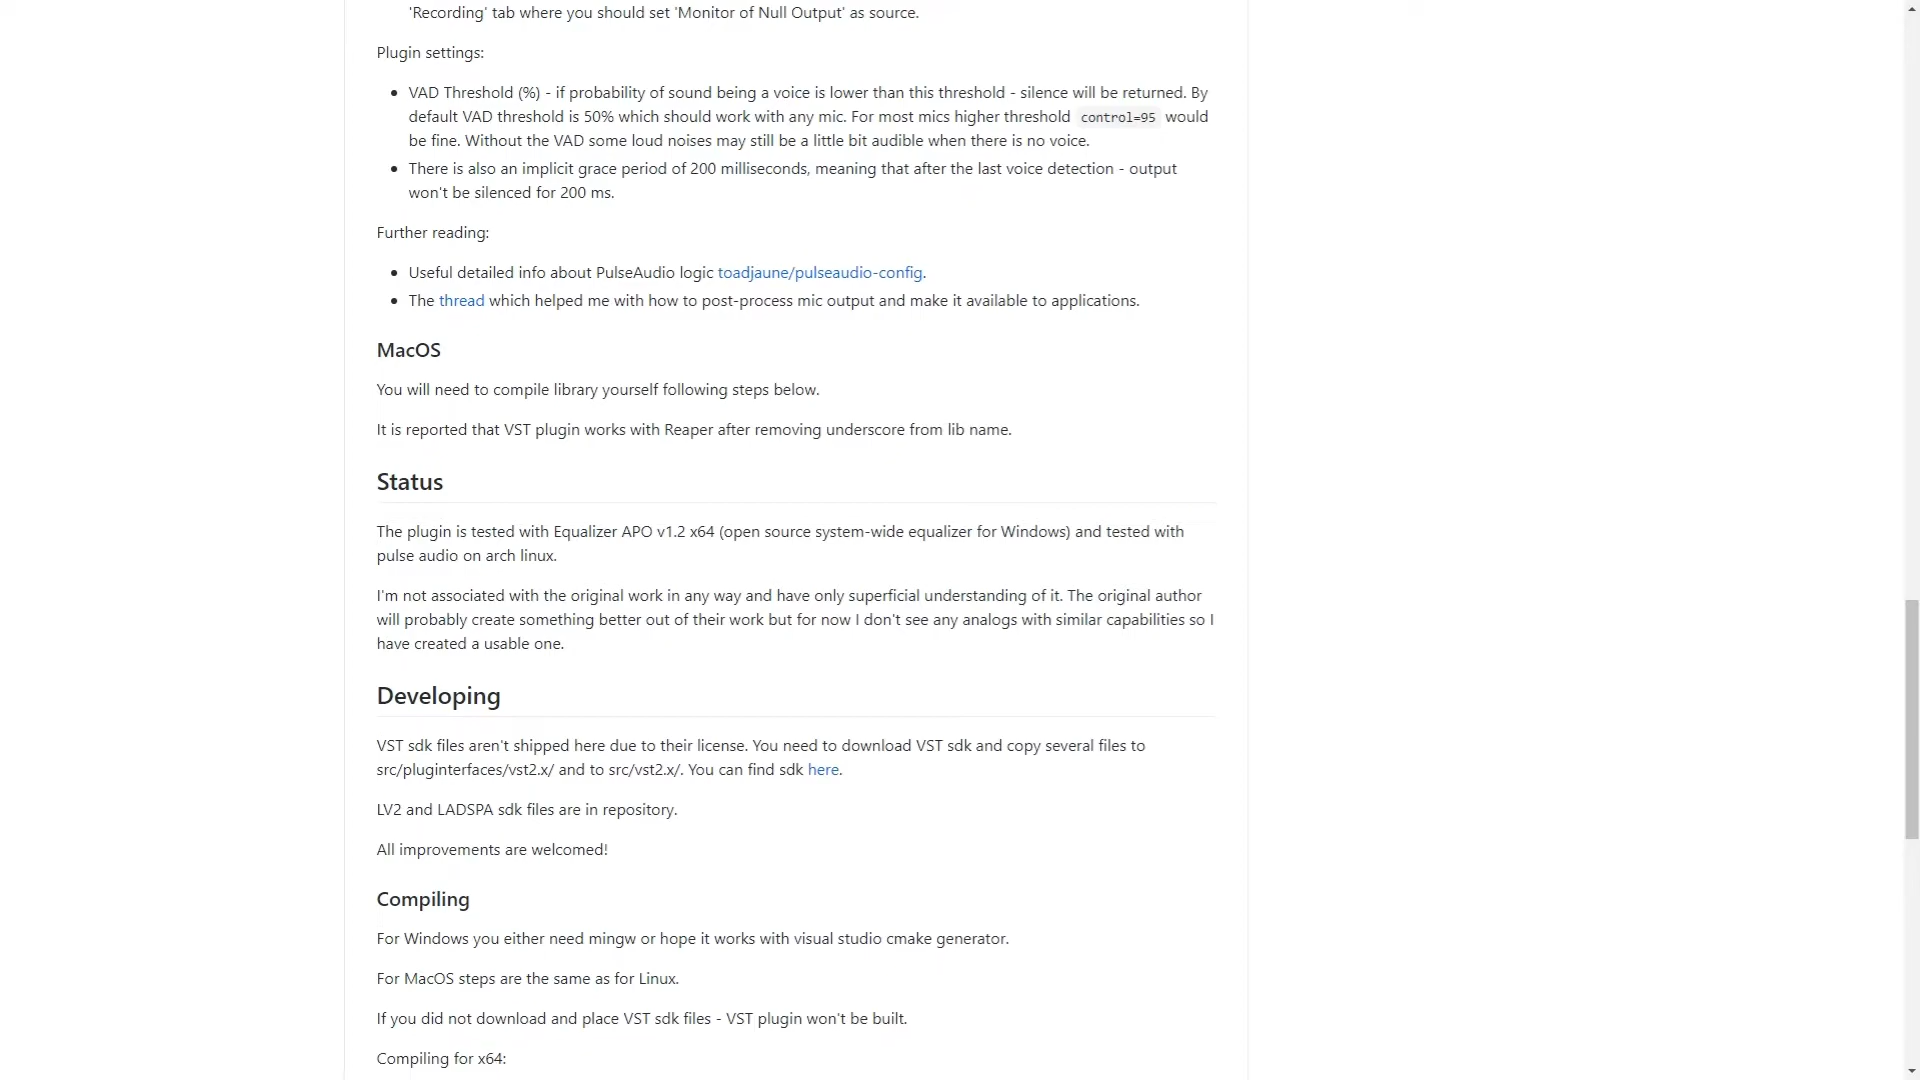 'Recording' tab where you should set 'Monitor of Null Output' as source.
Plugin settings:
VAD Threshold (%) - if probability of sound being a voice is lower than this threshold - silence will be returned. By
default VAD threshold is 50% which should work with any mic. For most mics higher threshold control=95 would
be fine. Without the VAD some loud noises may still be a little bit audible when there is no voice.
There is also an implicit grace period of 200 milliseconds, meaning that after the last voice detection - output
won't be silenced for 200 ms.
Further reading:
Useful detailed info about PulseAudio logic toadjaune/pulseaudio-config.
The thread which helped me with how to post-process mic output and make it available to applications.
MacOS
You will need to compile library yourself following steps below.
It is reported that VST plugin works with Reaper after removing underscore from lib name.
Status
The plugin is tested with Equalizer APO v1.2 x64 (open source system-wide equalizer for Windows) and tested with
pulse audio on arch linux.
I'm not associated with the original work in any way and have only superficial understanding of it. The original author
will probably create something better out of their work but for now I don't see any analogs with similar capabilities so I
have created a usable one.
Developing
VST sdk files aren't shipped here due to their license. You need to download VST sdk and copy several files to
src/pluginterfaces/vst2.x/ and to src/vst2.x/. You can find sdk here.
LV2 and LADSPA sdk files are in repository.
All improvements are welcomed!
Compiling
For Windows you either need mingw or hope it works with visual studio cmake generator.
For MacOS steps are the same as for Linux.
If you did not download and place VST sdk files - VST plugin won't be built.
Compiling for x64: